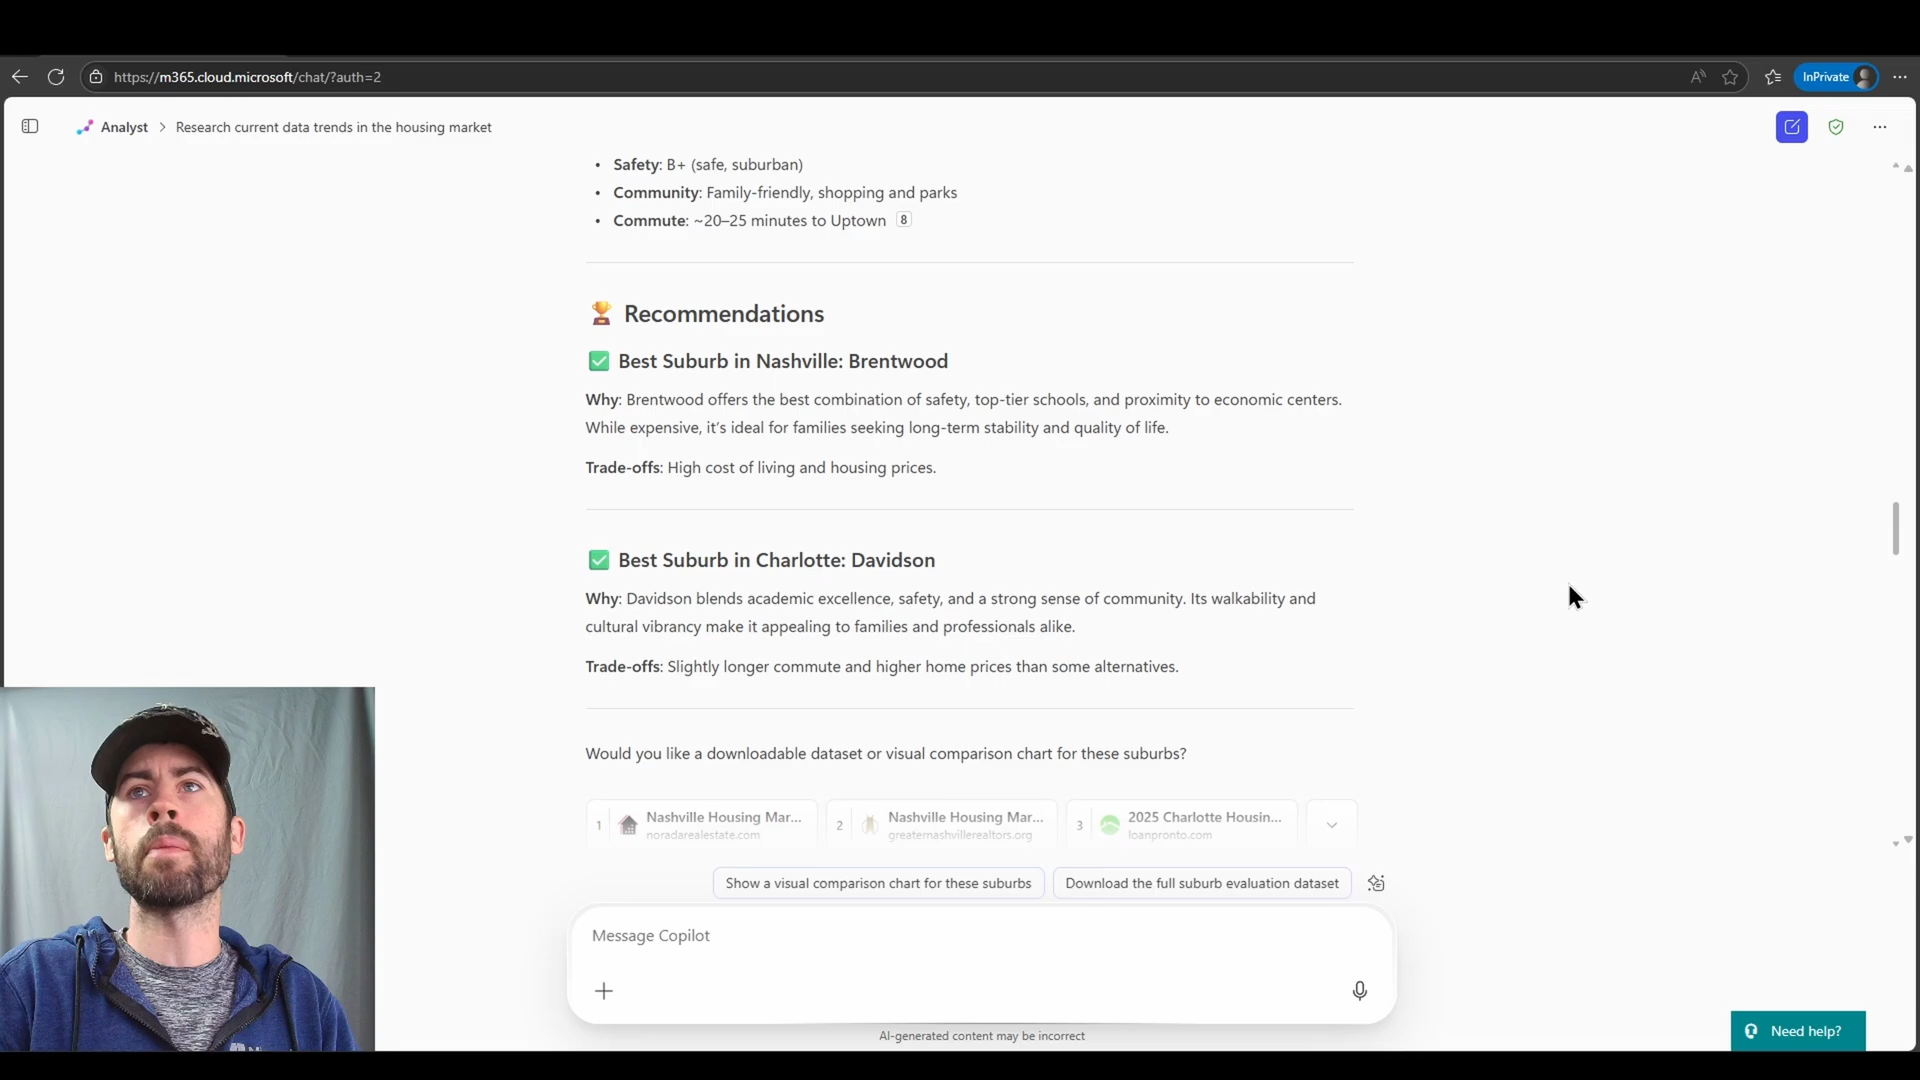 https://m365.cloud.microsoft/chat/?auth=2
InPrivate
Analyst > Research current data trends in the housing market
• Safety: B+ (safe, suburban)
• Community: Family-friendly, shopping and parks
• Commute: ~20–25 minutes to Uptown 8
Recommendations
Best Suburb in Nashville: Brentwood
Why: Brentwood offers the best combination of safety, top-tier schools, and proximity to economic centers.
While expensive, it’s ideal for families seeking long-term stability and quality of life.
Trade-offs: High cost of living and housing prices.
Best Suburb in Charlotte: Davidson
Why: Davidson blends academic excellence, safety, and a strong sense of community. Its walkability and
cultural vibrancy make it appealing to families and professionals alike.
Trade-offs: Slightly longer commute and higher home prices than some alternatives.
Would you like a downloadable dataset or visual comparison chart for these suburbs?
1 Nashville Housing Mar...
noradarealestate.com
2 Nashville Housing Mar...
greaternashvillerealtors.org
3 2025 Charlotte Housin...
loanpronto.com
Show a visual comparison chart for these suburbs
Download the full suburb evaluation dataset
Message Copilot
AI-generated content may be incorrect
Need help?